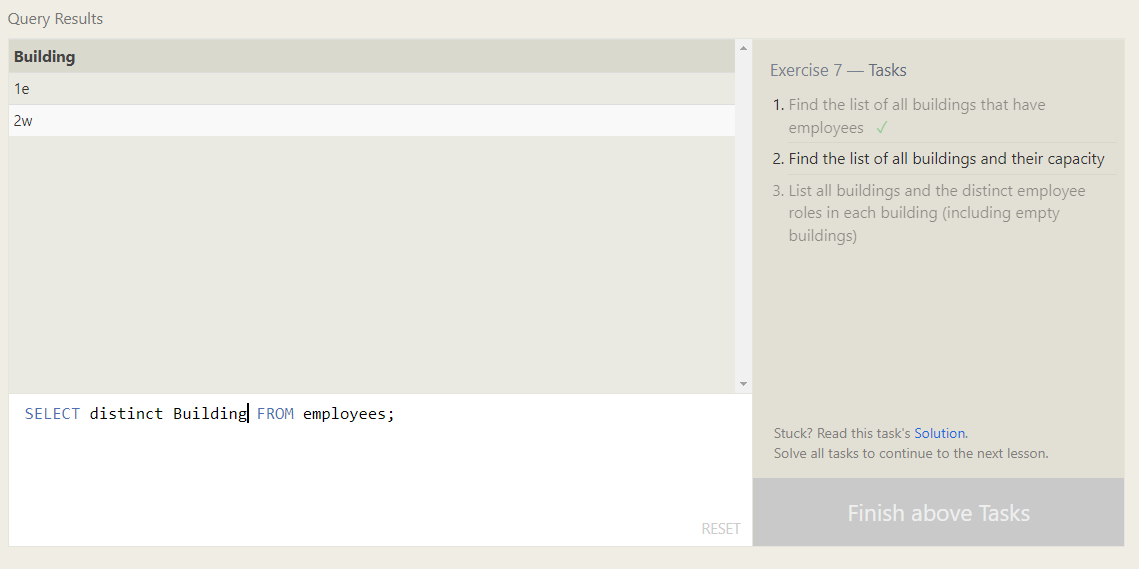 Query Results
Building
1e
2w
SELECT distinct Building FROM employees;
RESET
Exercise 7 — Tasks
1. Find the list of all buildings that have
employees ✓
2. Find the list of all buildings and their capacity
3. List all buildings and the distinct employee
roles in each building (including empty
buildings)
Stuck? Read this task's Solution.
Solve all tasks to continue to the next lesson.
Finish above Tasks